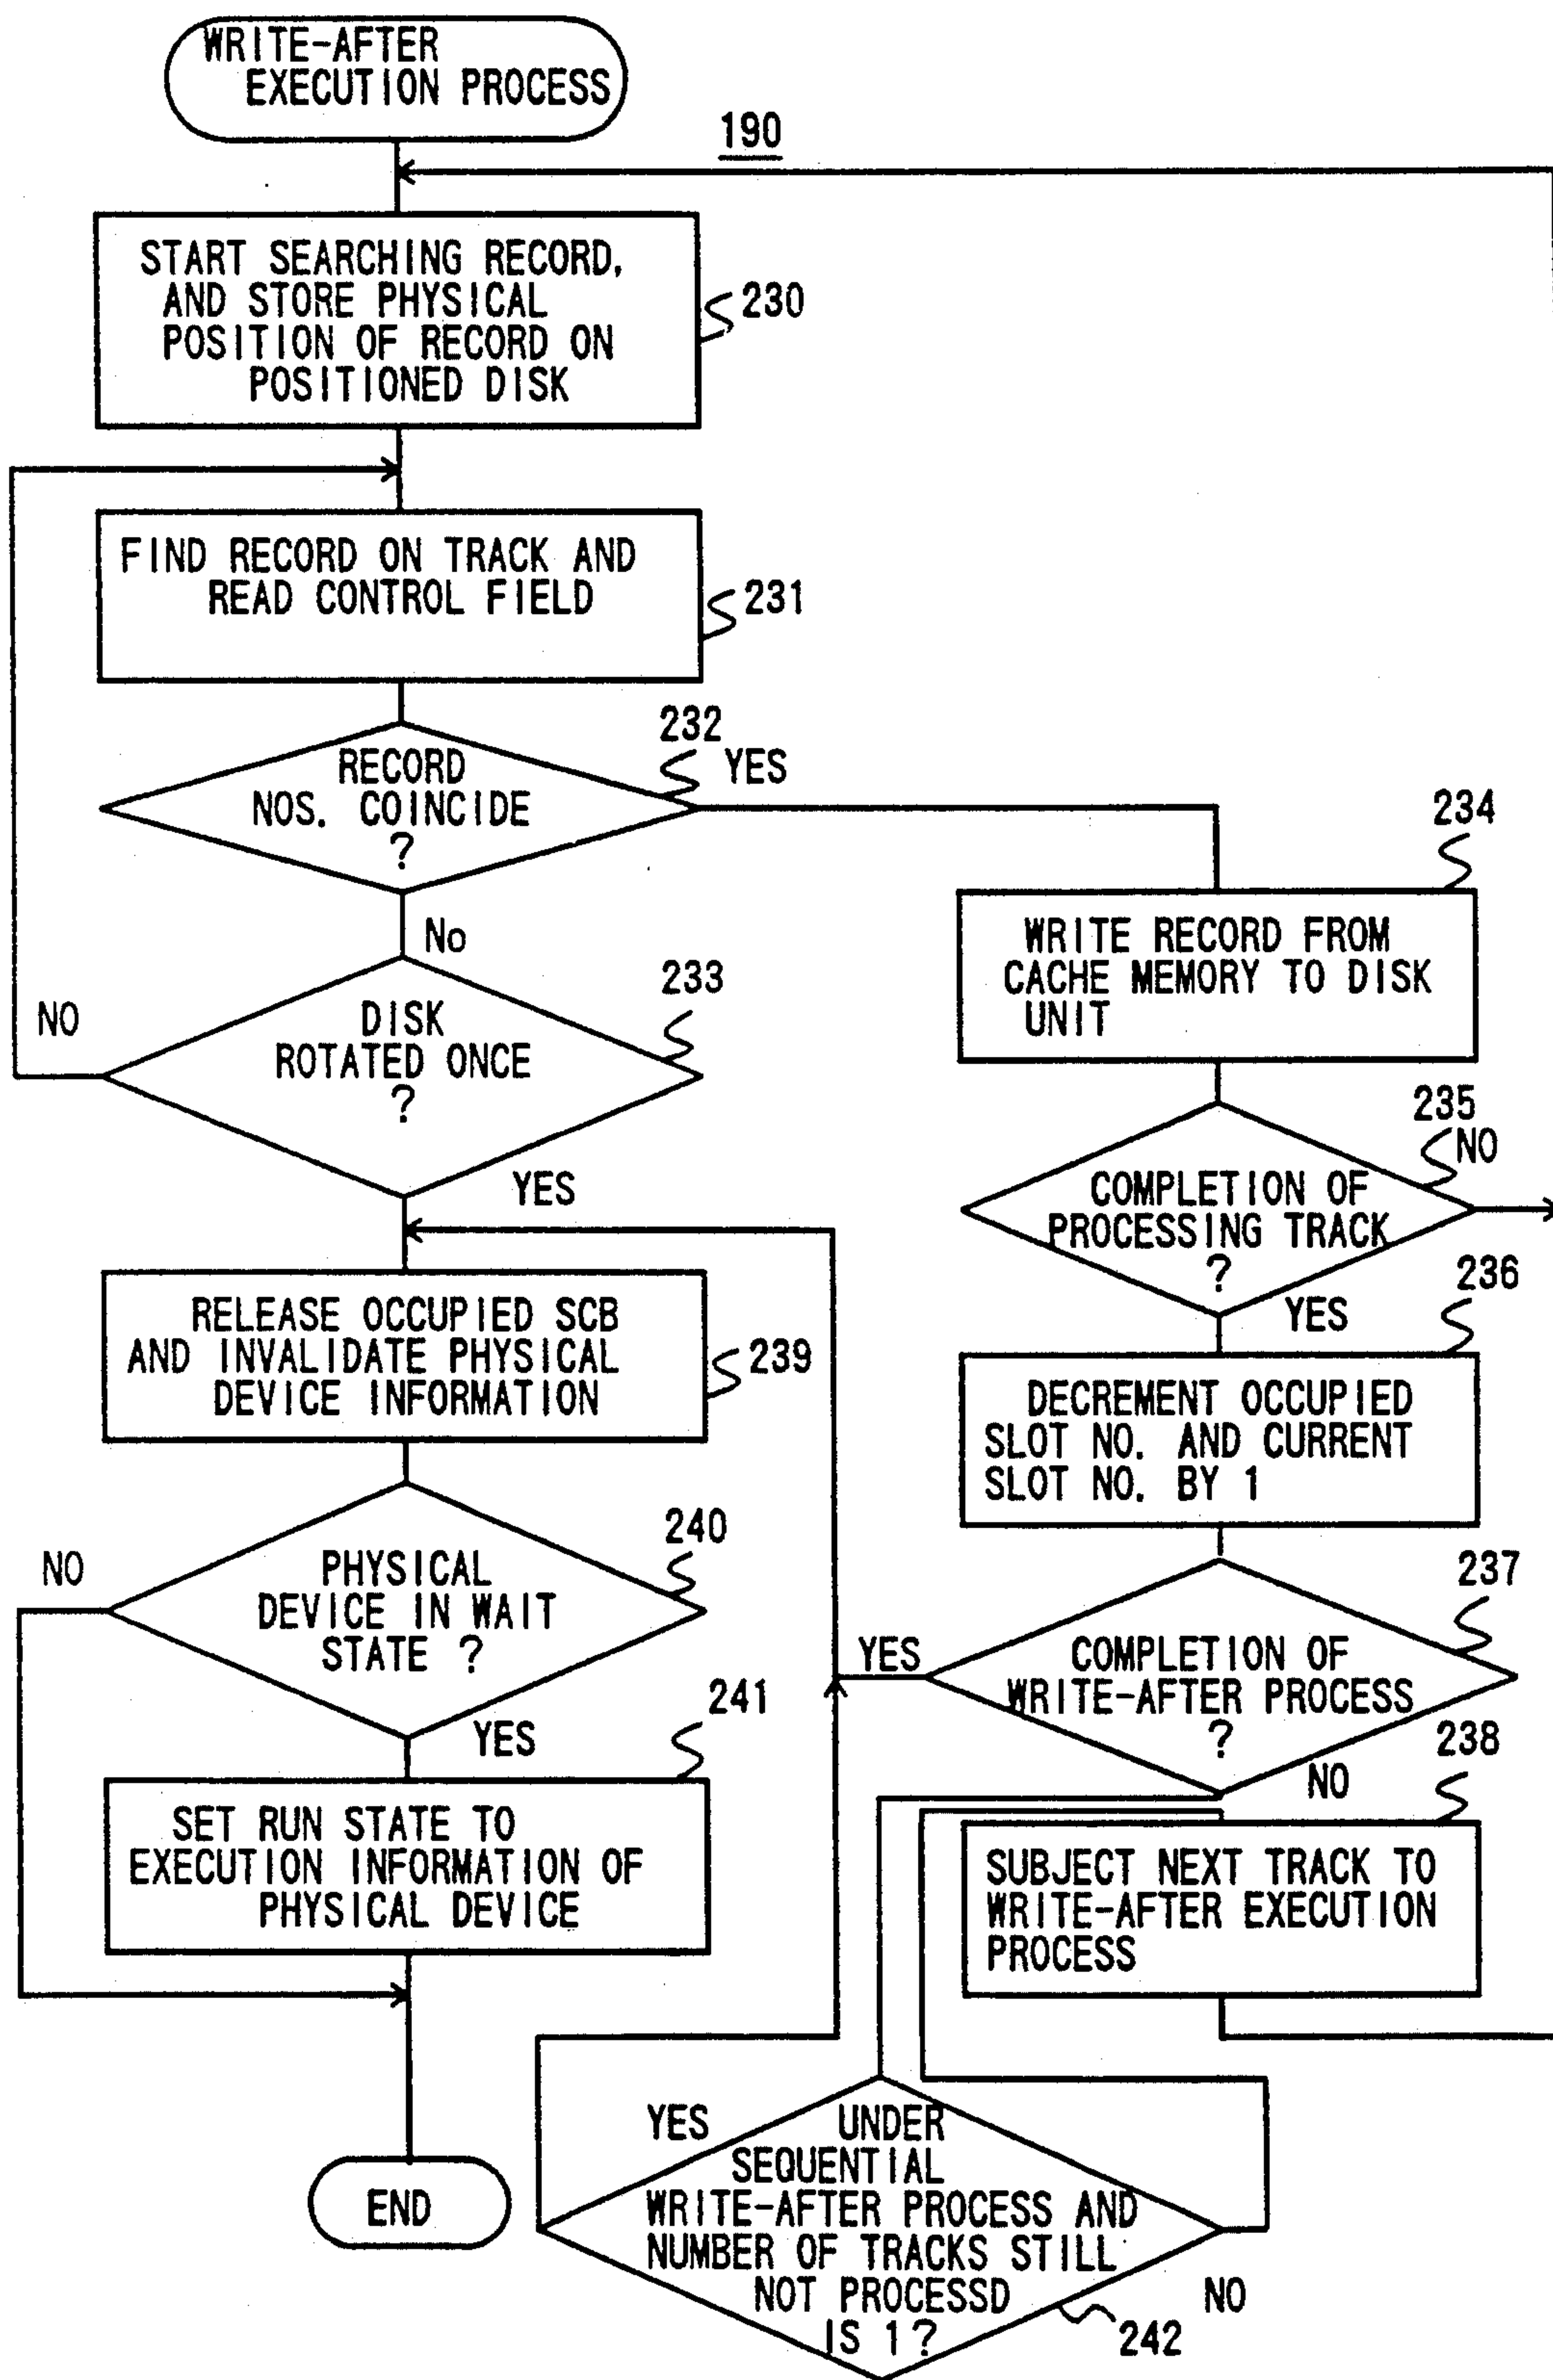 WRITE-AFTER
EXECUTION PROCESS
190
START SEARCHING RECORD,
AND STORE PHYSICAL
POSITION OF RECORD ON
POSITIONED DISK
230
FIND RECORD ON TRACK AND
READ CONTROL FIELD
231
RECORD
NOS. COINCIDE
?
232
YES
No
DISK
ROTATED ONCE
?
233
NO
YES
234
WRITE RECORD FROM
CACHE MEMORY TO DISK
UNIT
235
NO
COMPLETION OF
PROCESSING TRACK
?
YES
236
DECREMENT OCCUPIED
SLOT NO. AND CURRENT
SLOT NO. BY 1
237
COMPLETION OF
WRITE-AFTER PROCESS
?
YES
NO
238
SUBJECT NEXT TRACK TO
WRITE-AFTER EXECUTION
PROCESS
RELEASE OCCUPIED SCB
AND INVALIDATE PHYSICAL
DEVICE INFORMATION
239
240
NO
PHYSICAL
DEVICE IN WAIT
STATE ?
YES
241
SET RUN STATE TO
EXECUTION INFORMATION OF
PHYSICAL DEVICE
END
YES
UNDER
SEQUENTIAL
WRITE-AFTER PROCESS AND
NUMBER OF TRACKS STILL
NOT PROCESSD
IS 1?
NO
242